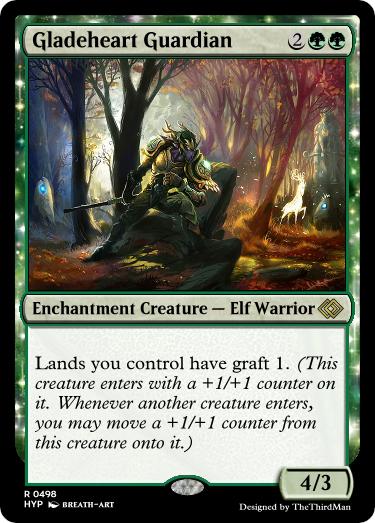 Gladeheart Guardian 2
Enchantment Creature — Elf Warrior
Lands you control have graft 1. (This
creature enters with a +1/+1 counter on
it. Whenever another creature enters,
you may move a +1/+1 counter from
this creature onto it.)
4/3
R 0498
HYP BREATH-ART
Designed by TheThirdMan